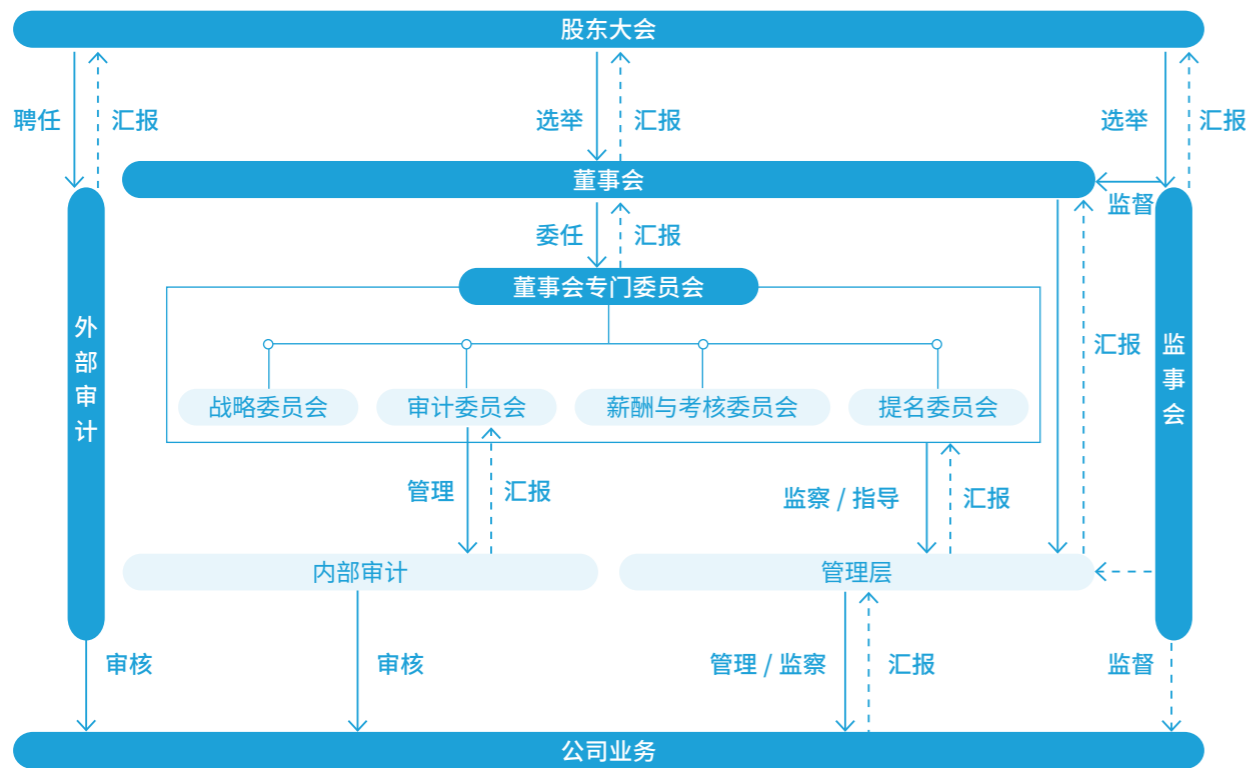 股东大会
聘任
汇报
选举
汇报
选举
汇报
董事会
监督
委任
汇报
董事会专门委员会
外部审计
汇报
监事会
战略委员会
审计委员会
薪酬与考核委员会
提名委员会
管理
汇报
监察 / 指导
汇报
内部审计
管理层
审核
审核
管理 / 监察
汇报
监督
公司业务